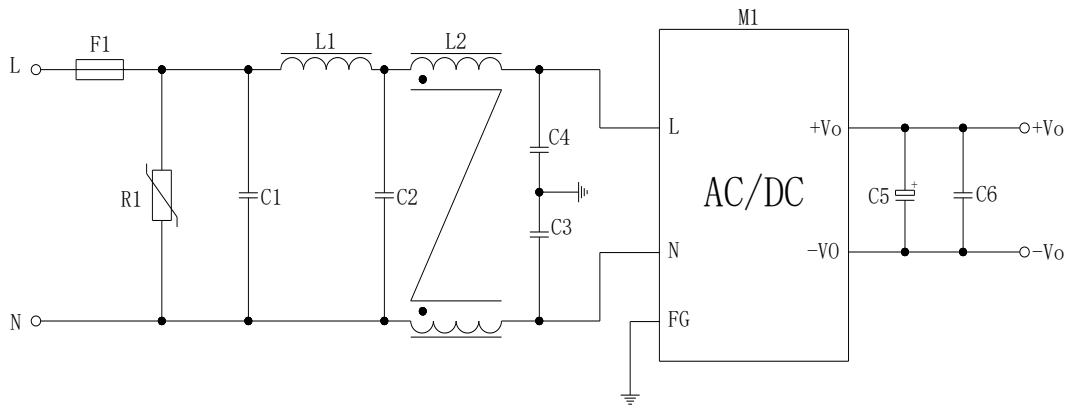 M1
F1
L1
L2
L
L
+Vo
+Vo
C4
R1
C1
C2
AC/DC
C5
+
C6
C3
N
-VO
-Vo
N
FG